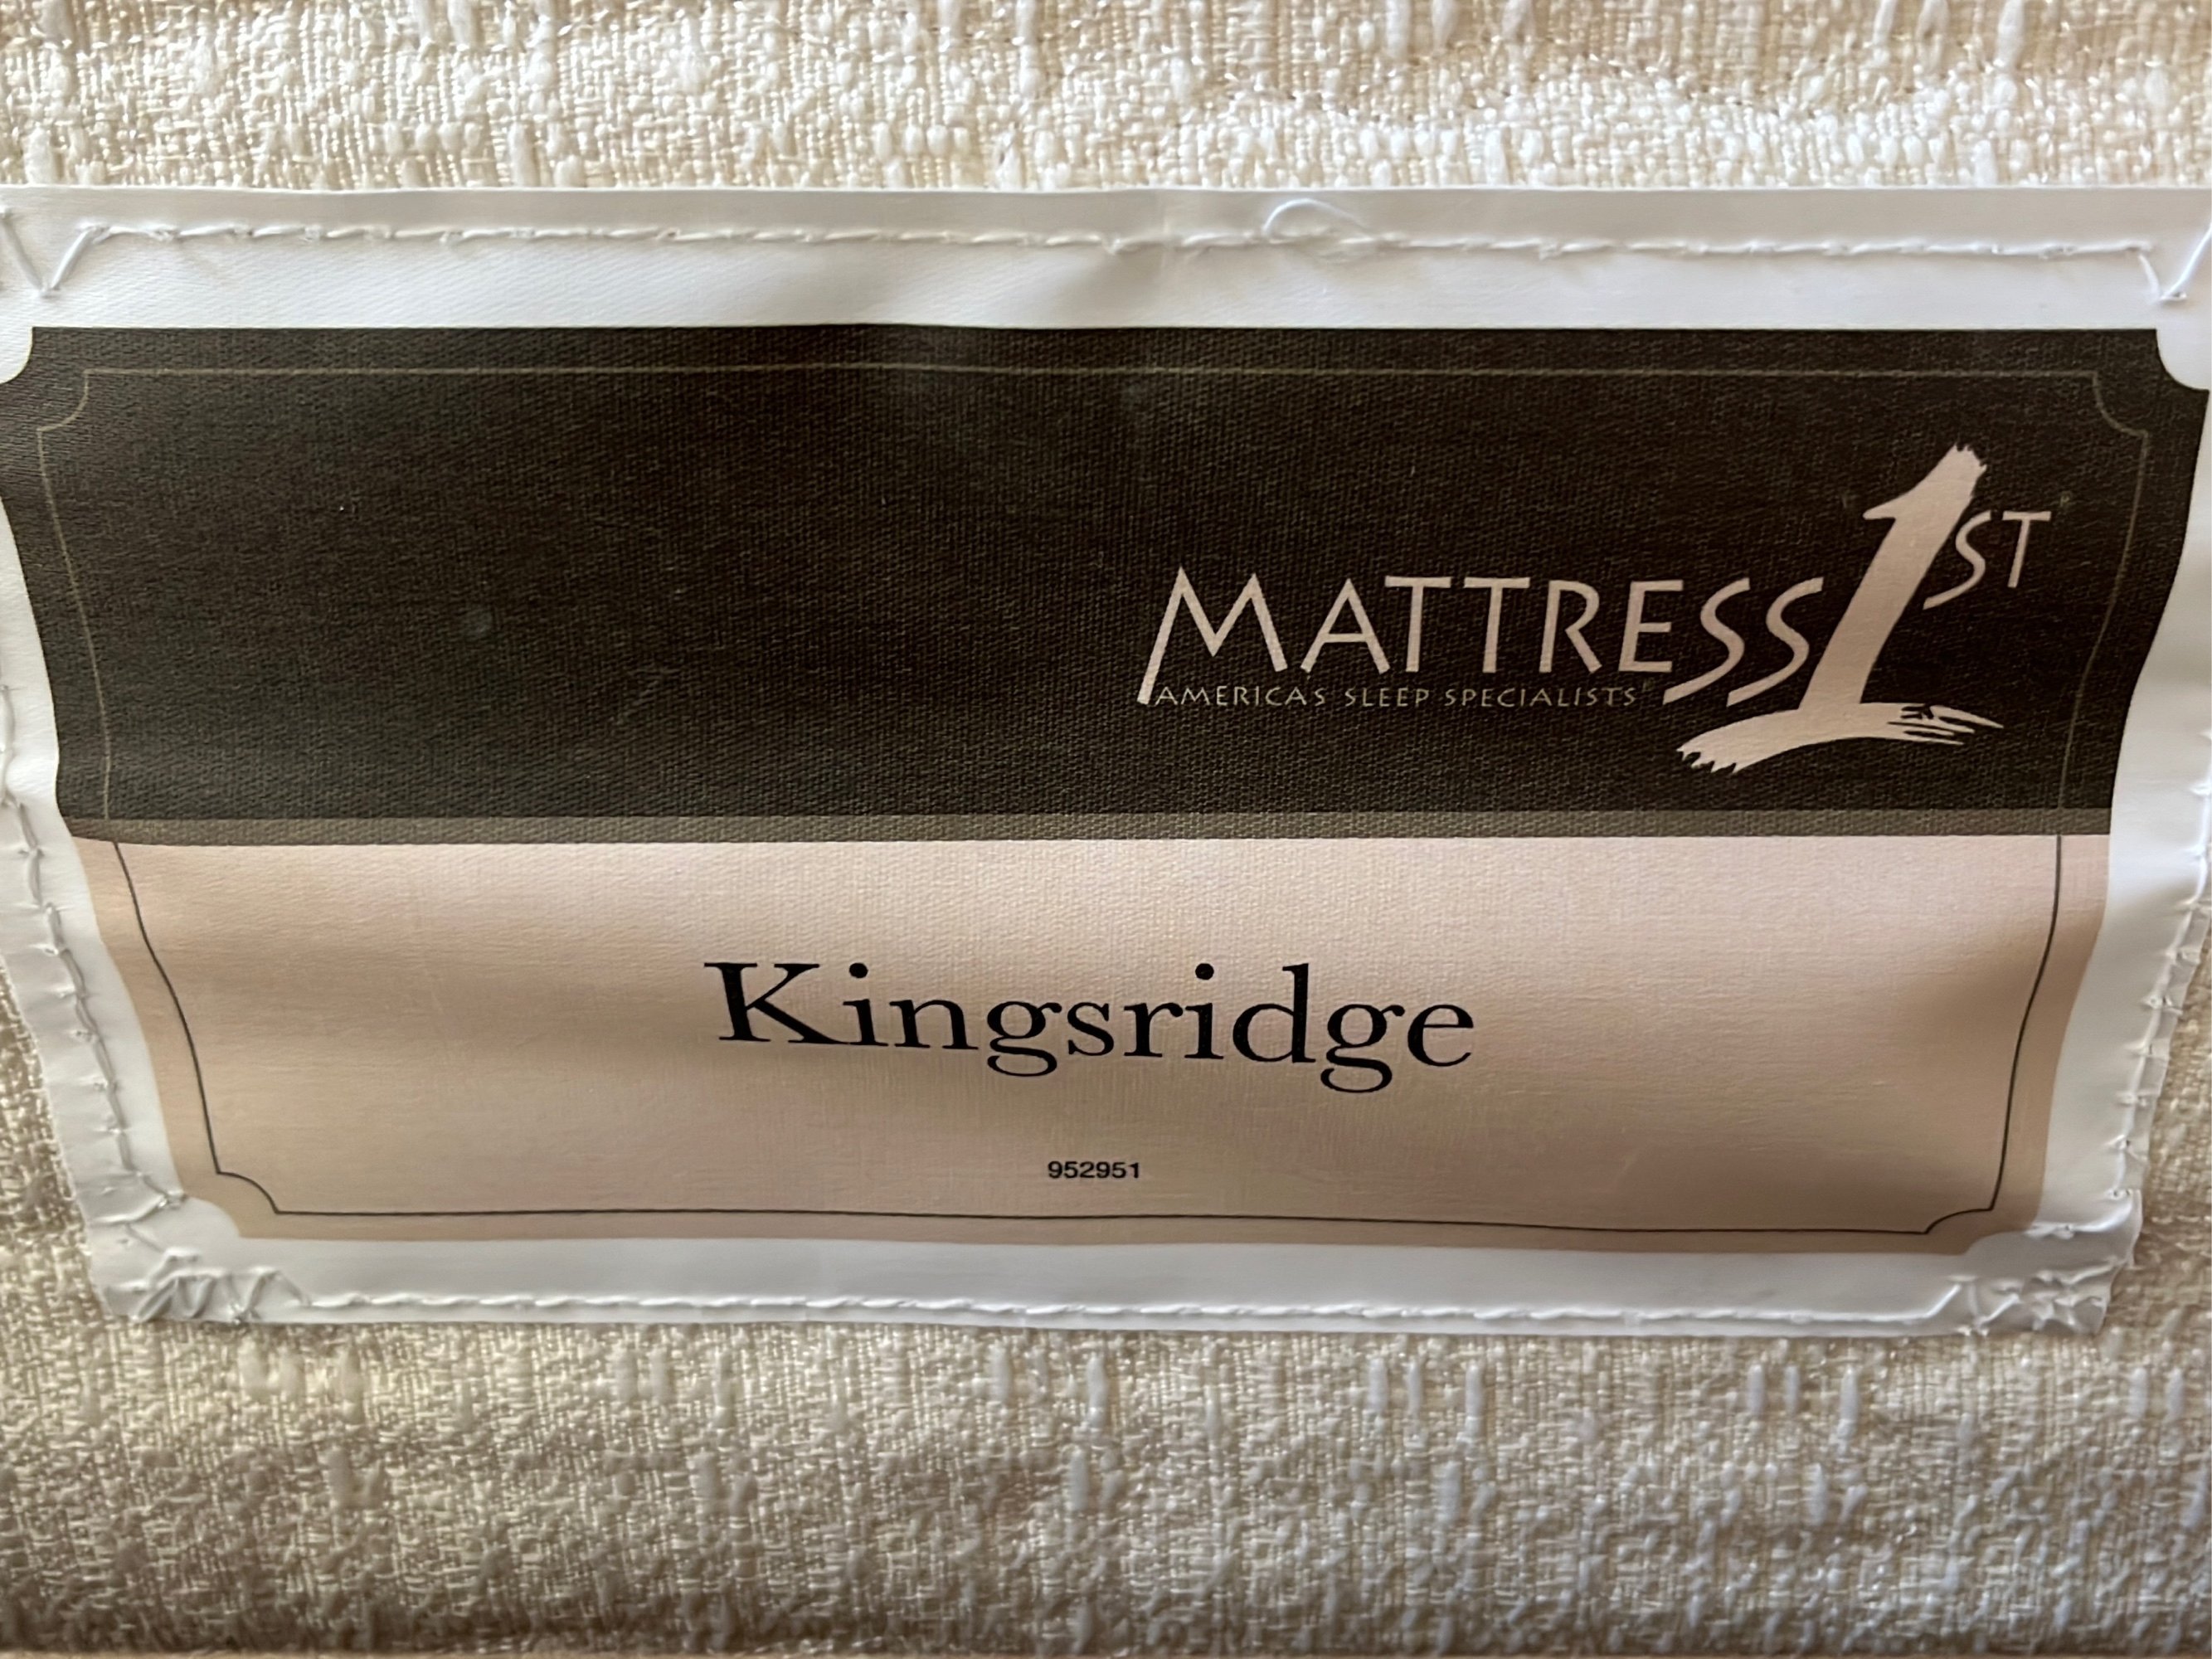 MATTRESS 1ST
AMERICAS SLEEP SPECIALISTS
Kingsridge
952951